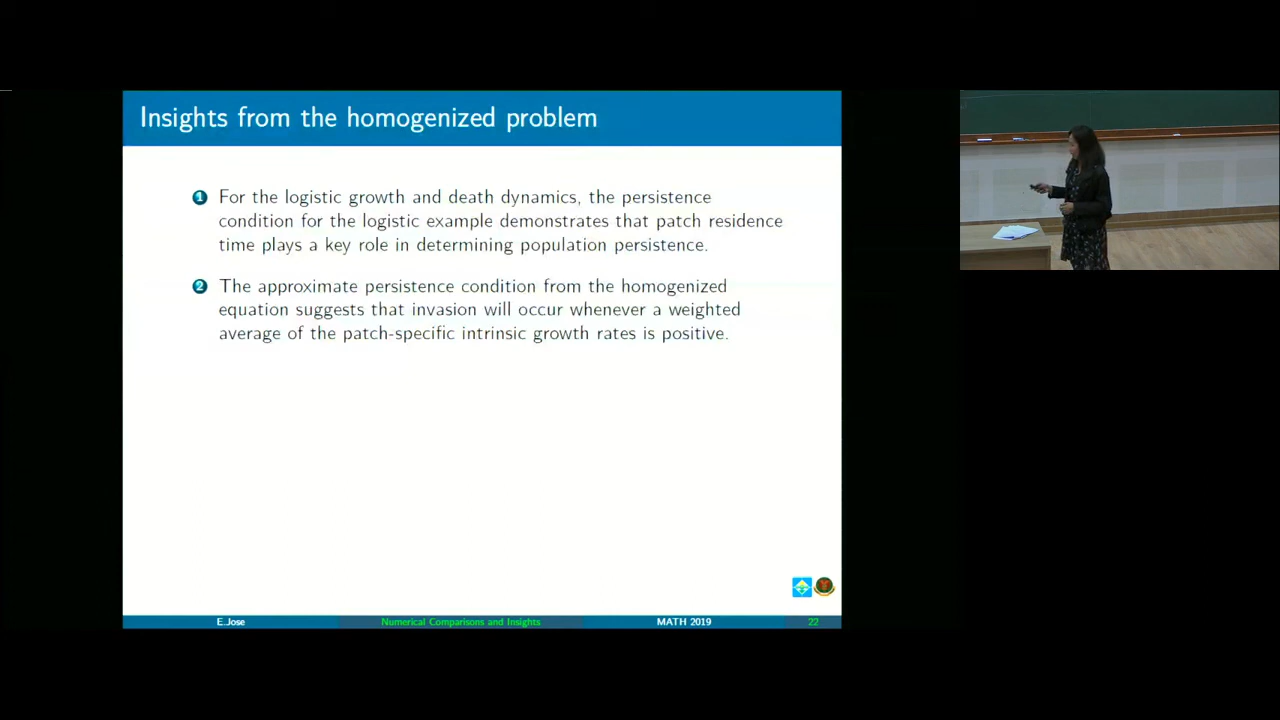 Insights from the homogenized problem
1 For the logistic growth and death dynamics, the persistence
condition for the logistic example demonstrates that patch residence
time plays a key role in determining population persistence.
2 The approximate persistence condition from the homogenized
equation suggests that invasion will occur whenever a weighted
average of the patch-specific intrinsic growth rates is positive.
E.Jose Numerical Comparisons and Insights MATH 2019 22